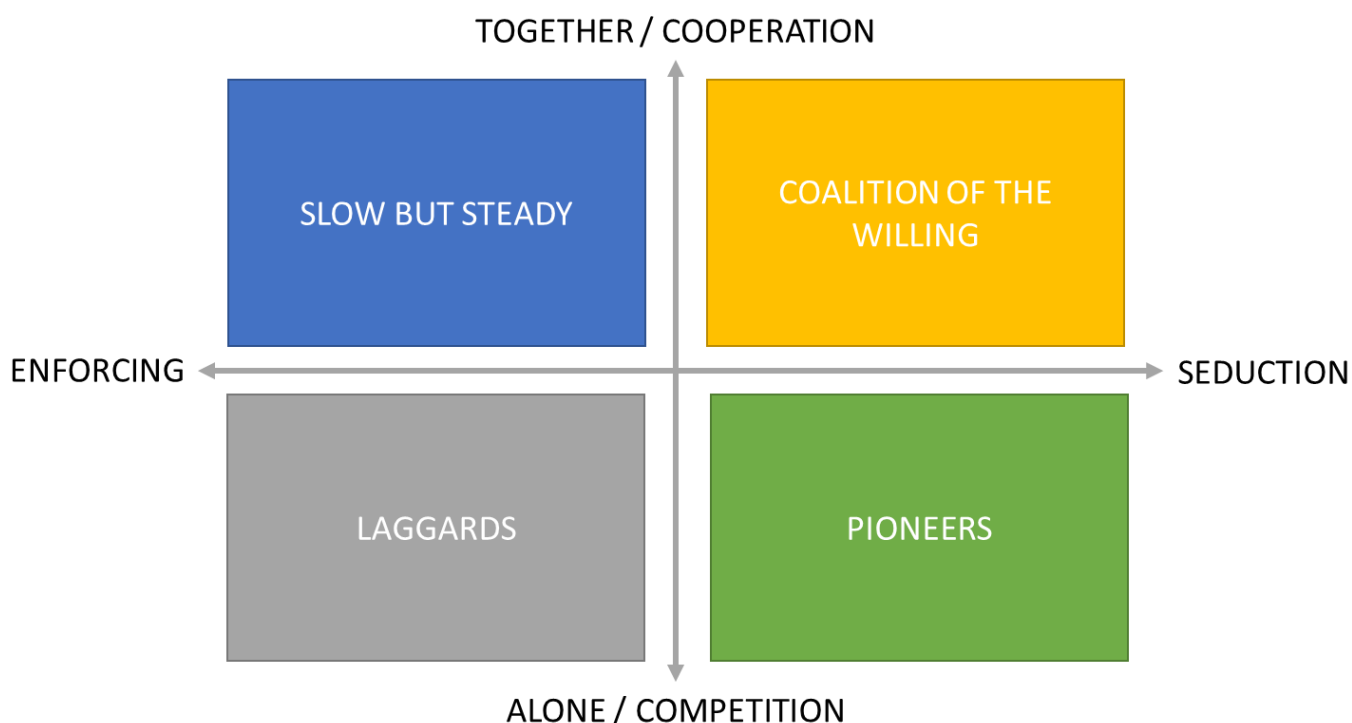 TOGETHER / COOPERATION
SLOW BUT STEADY
COALITION OF THE
WILLING
ENFORCING
SEDUCTION
LAGGARDS
PIONEERS
ALONE / COMPETITION